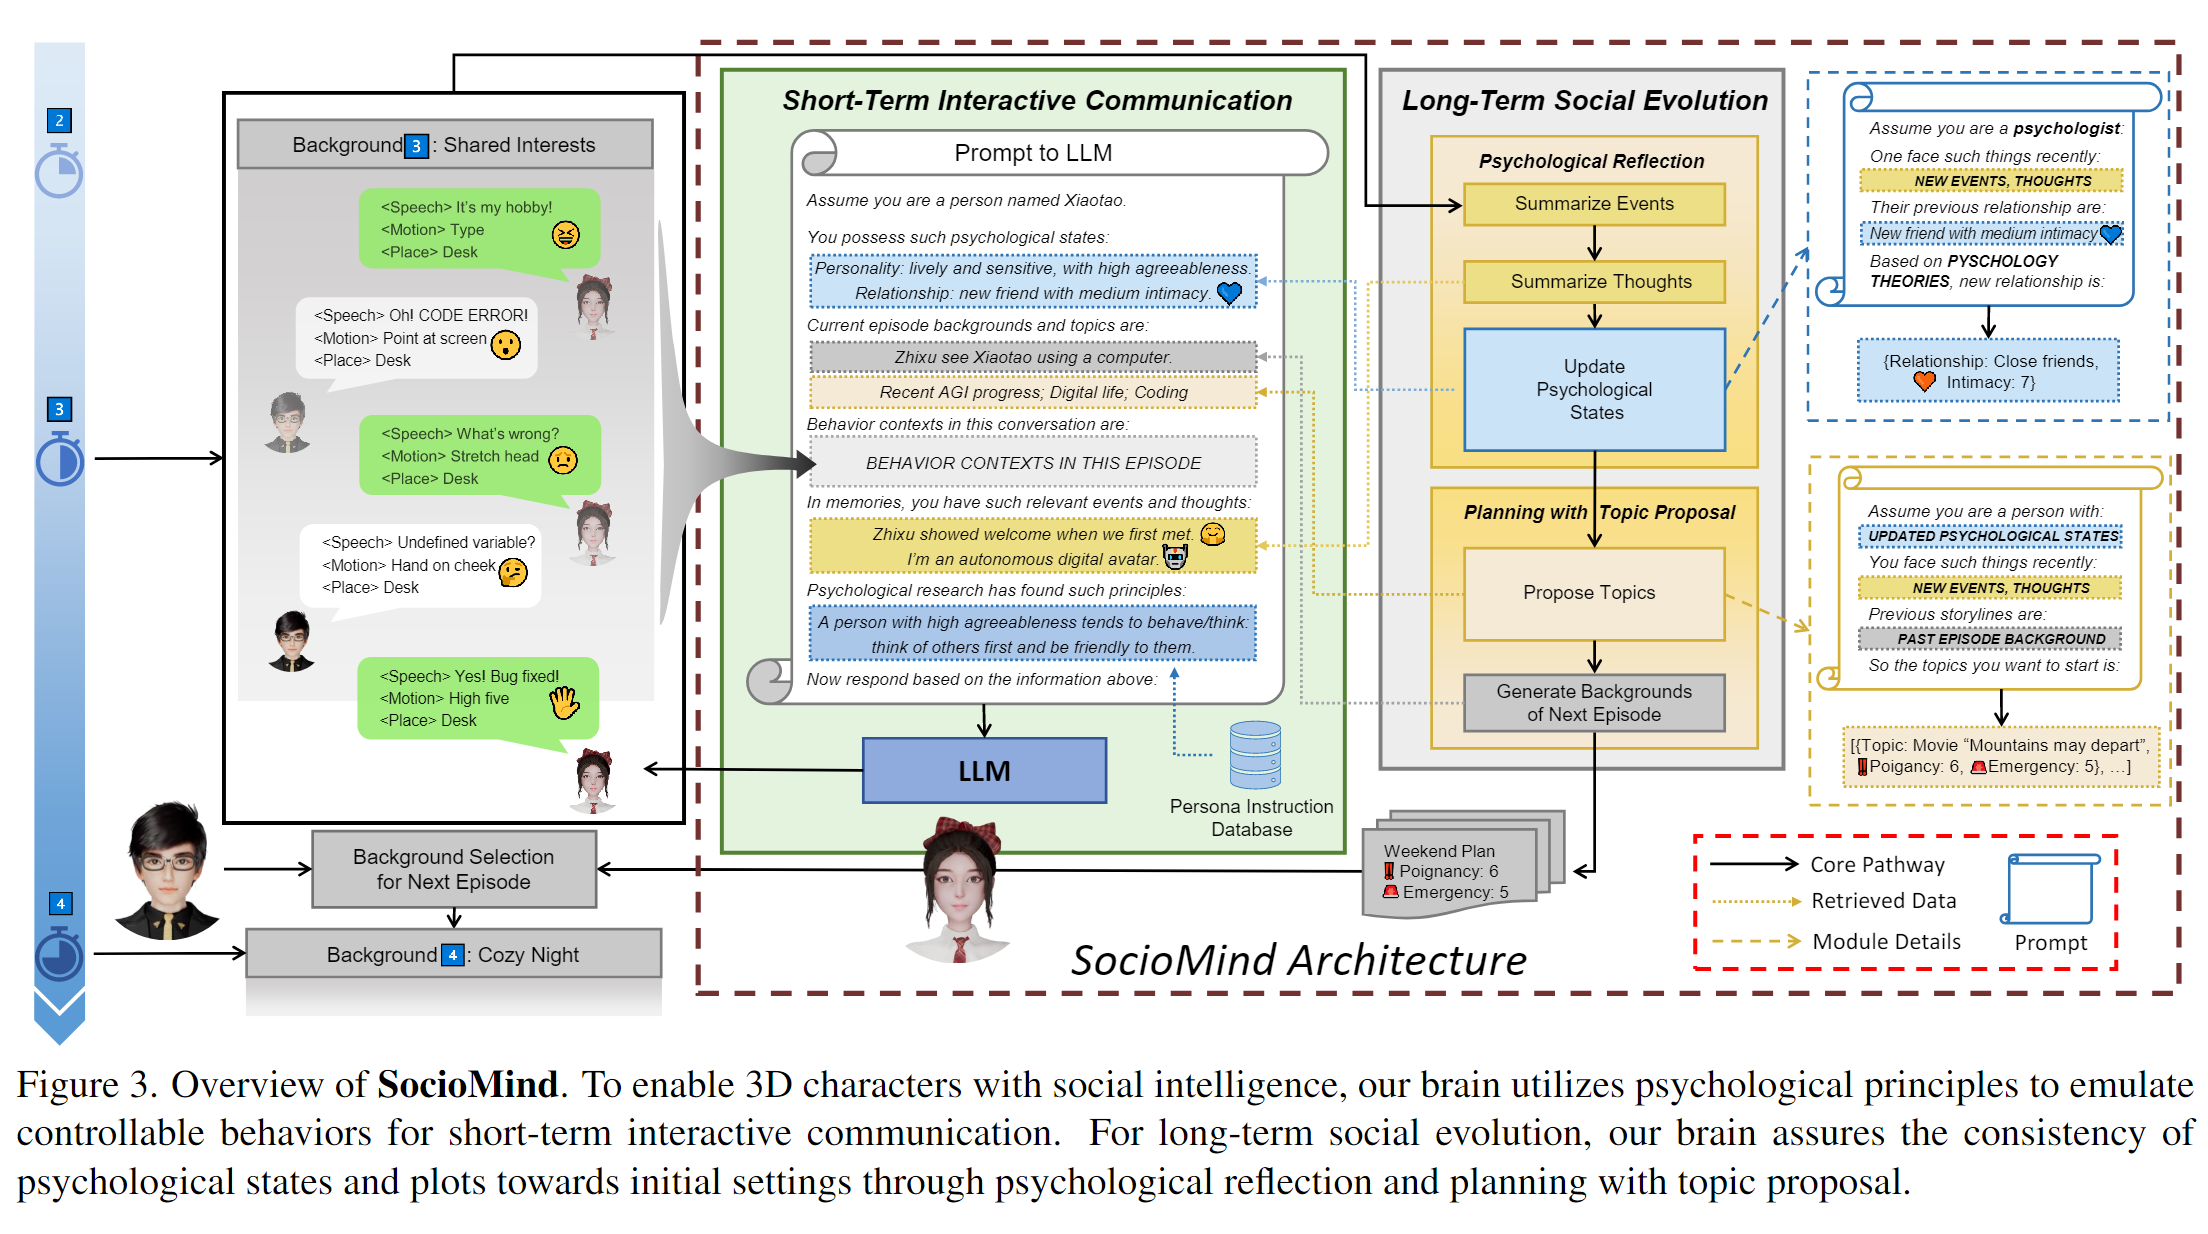 2
3
4
Background 3 : Shared Interests
<Speech> It's my hobby!
<Motion> Type
<Place> Desk
<Speech> Oh! CODE ERROR!
<Motion> Point at screen
<Place> Desk
<Speech> What's wrong?
<Motion> Stretch head
<Place> Desk
<Speech> Undefined variable?
<Motion> Hand on cheek
<Place> Desk
<Speech> Yes! Bug fixed!
<Motion> High five
<Place> Desk
Background Selection
for Next Episode
Background 4 : Cozy Night
Short-Term Interactive Communication
Prompt to LLM
Assume you are a person named Xiaotao.
You possess such psychological states:
Personality: lively and sensitive, with high agreeableness.
Relationship: new friend with medium intimacy.
Current episode backgrounds and topics are:
Zhixu see Xiaotao using a computer.
Recent AGI progress; Digital life; Coding
Behavior contexts in this conversation are:
BEHAVIOR CONTEXTS IN THIS EPISODE
In memories, you have such relevant events and thoughts:
Zhixu showed welcome when we first met.
I'm an autonomous digital avatar.
Psychological research has found such principles:
A person with high agreeableness tends to behave/think:
think of others first and be friendly to them.
Now respond based on the information above:
LLM
Persona Instruction
Database
Long-Term Social Evolution
Psychological Reflection
Summarize Events
Summarize Thoughts
Update
Psychological
States
Planning with Topic Proposal
Propose Topics
Generate Backgrounds
of Next Episode
Weekend Plan
Poignancy: 6
Emergency: 5
Assume you are a psychologist:
One face such things recently:
NEW EVENTS, THOUGHTS
Their previous relationship are:
New friend with medium intimacy
Based on PYSCHOLOGY
THEORIES, new relationship is:
{Relationship: Close friends,
Intimacy: 7}
Assume you are a person with:
UPDATED PSYCHOLOGICAL STATES
You face such things recently:
NEW EVENTS, THOUGHTS
Previous storylines are:
PAST EPISODE BACKGROUND
So the topics you want to start is:
[{Topic: Movie “Mountains may depart”,
Poigancy: 6, Emergency: 5}, …]
Core Pathway
Retrieved Data
Module Details
Prompt
SocioMind Architecture
Figure 3. Overview of SocioMind. To enable 3D characters with social intelligence, our brain utilizes psychological principles to emulate
controllable behaviors for short-term interactive communication. For long-term social evolution, our brain assures the consistency of
psychological states and plots towards initial settings through psychological reflection and planning with topic proposal.